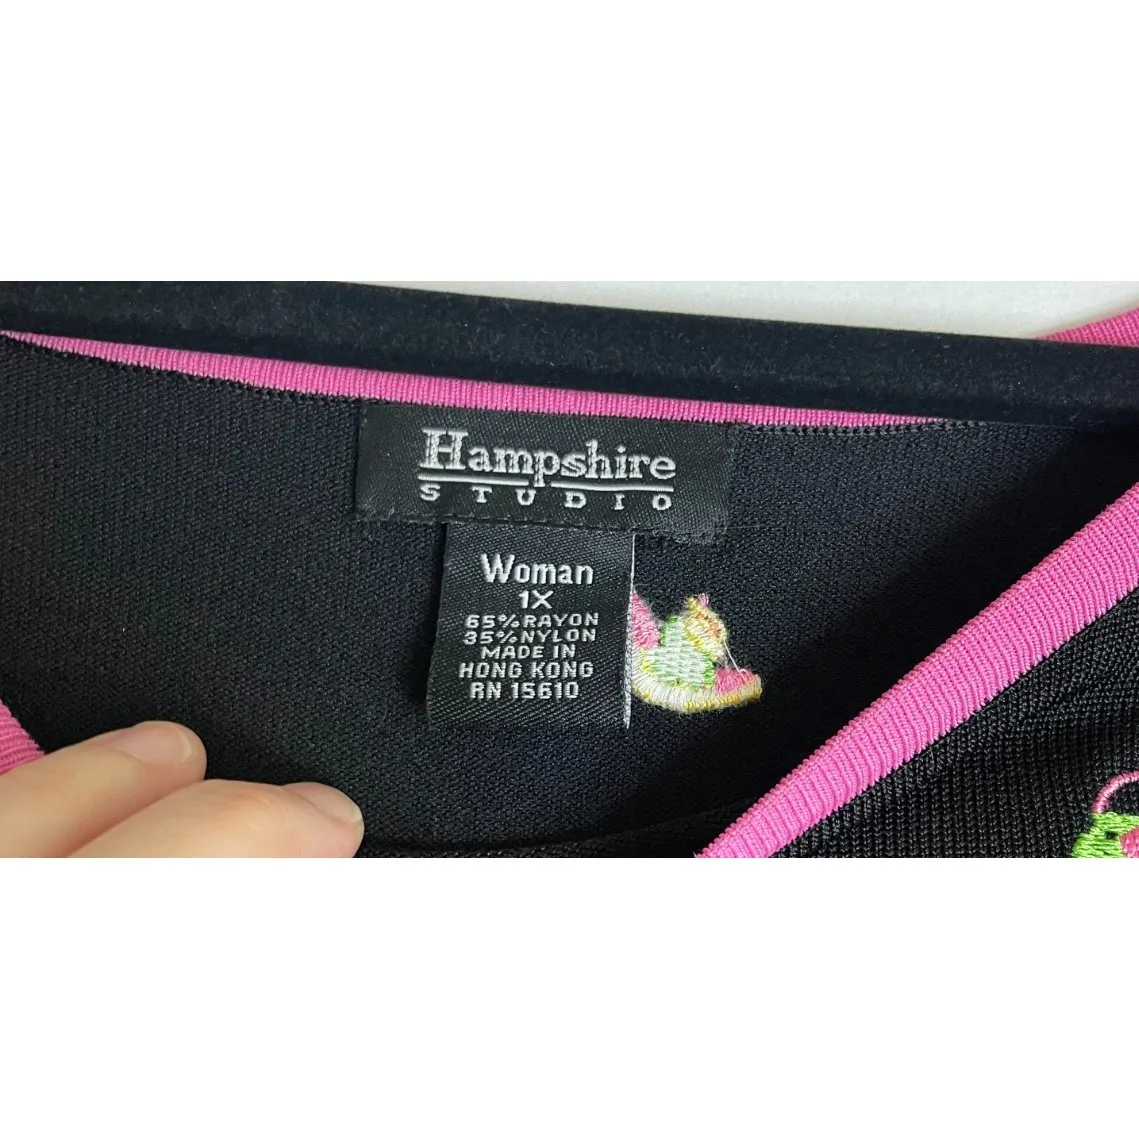 Hampshire
STUDIO
Woman
1X
65% RAYON
35% NYLON
MADE IN
HONG KONG
RN 15610